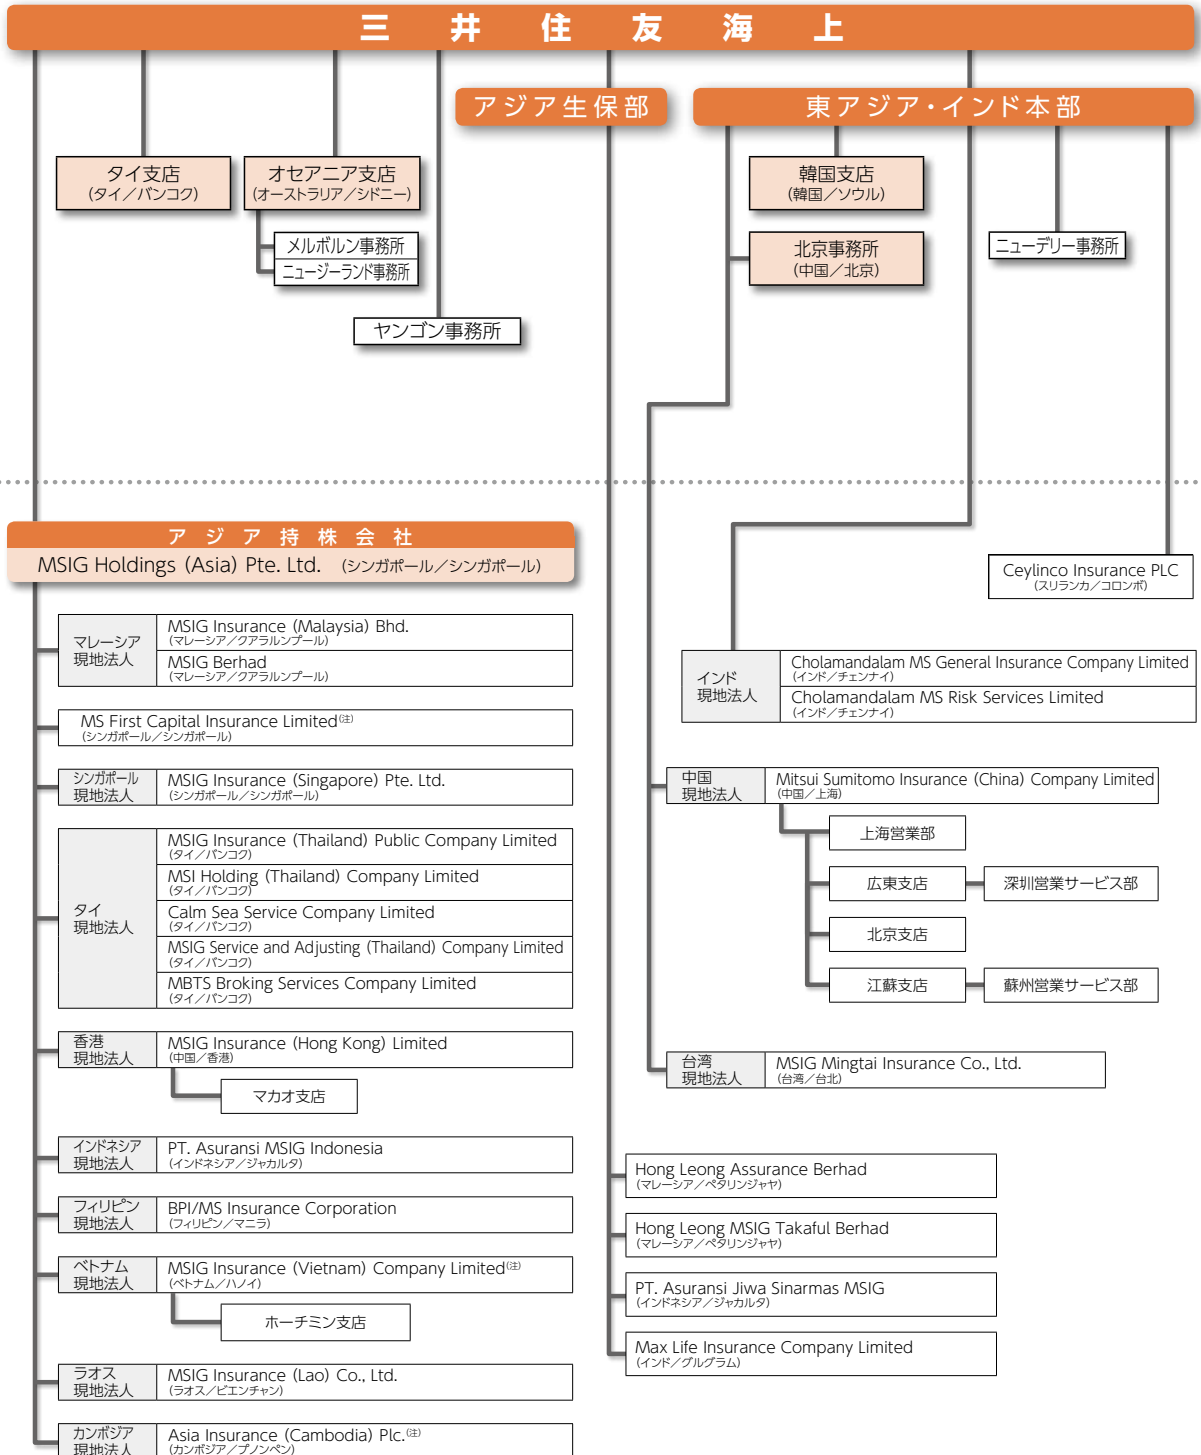 三井住友海上
アジア生保部
東アジア・インド本部
タイ支店
(タイ／バンコク)
オセアニア支店
(オーストラリア／シドニー)
メルボルン事務所
ニュージーランド事務所
ヤンゴン事務所
韓国支店
(韓国／ソウル)
北京事務所
(中国／北京)
ニューデリー事務所
アジア持株会社
MSIG Holdings (Asia) Pte. Ltd. (シンガポール／シンガポール)
マレーシア
現地法人
MSIG Insurance (Malaysia) Bhd.
(マレーシア／クアラルンプール)
MSIG Berhad
(マレーシア／クアラルンプール)
MS First Capital Insurance Limited(注)
(シンガポール／シンガポール)
シンガポール
現地法人
MSIG Insurance (Singapore) Pte. Ltd.
(シンガポール／シンガポール)
タイ
現地法人
MSIG Insurance (Thailand) Public Company Limited
(タイ／バンコク)
MSI Holding (Thailand) Company Limited
(タイ／バンコク)
Calm Sea Service Company Limited
(タイ／バンコク)
MSIG Service and Adjusting (Thailand) Company Limited
(タイ／バンコク)
MBTS Broking Services Company Limited
(タイ／バンコク)
香港
現地法人
MSIG Insurance (Hong Kong) Limited
(中国／香港)
マカオ支店
インドネシア
現地法人
PT. Asuransi MSIG Indonesia
(インドネシア／ジャカルタ)
フィリピン
現地法人
BPI/MS Insurance Corporation
(フィリピン／マニラ)
ベトナム
現地法人
MSIG Insurance (Vietnam) Company Limited(注)
(ベトナム／ハノイ)
ホーチミン支店
ラオス
現地法人
MSIG Insurance (Lao) Co., Ltd.
(ラオス／ビエンチャン)
カンボジア
現地法人
Asia Insurance (Cambodia) Plc.(注)
(カンボジア／プノンペン)
Ceylinco Insurance PLC
(スリランカ／コロンボ)
インド
現地法人
Cholamandalam MS General Insurance Company Limited
(インド／チェンナイ)
Cholamandalam MS Risk Services Limited
(インド／チェンナイ)
中国
現地法人
Mitsui Sumitomo Insurance (China) Company Limited
(中国／上海)
上海営業部
広東支店
深圳営業サービス部
北京支店
江蘇支店
蘇州営業サービス部
台湾
現地法人
MSIG Mingtai Insurance Co., Ltd.
(台湾／台北)
Hong Leong Assurance Berhad
(マレーシア／ペタリンジャヤ)
Hong Leong MSIG Takaful Berhad
(マレーシア／ペタリンジャヤ)
PT. Asuransi Jiwa Sinarmas MSIG
(インドネシア／ジャカルタ)
Max Life Insurance Company Limited
(インド／グルグラム)